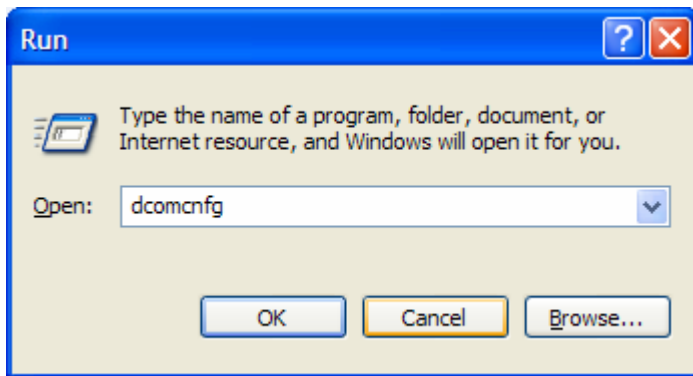 Run
Type the name of a program, folder, document, or
Internet resource, and Windows will open it for you.
Open: dcomcnfg
OK Cancel Browse...